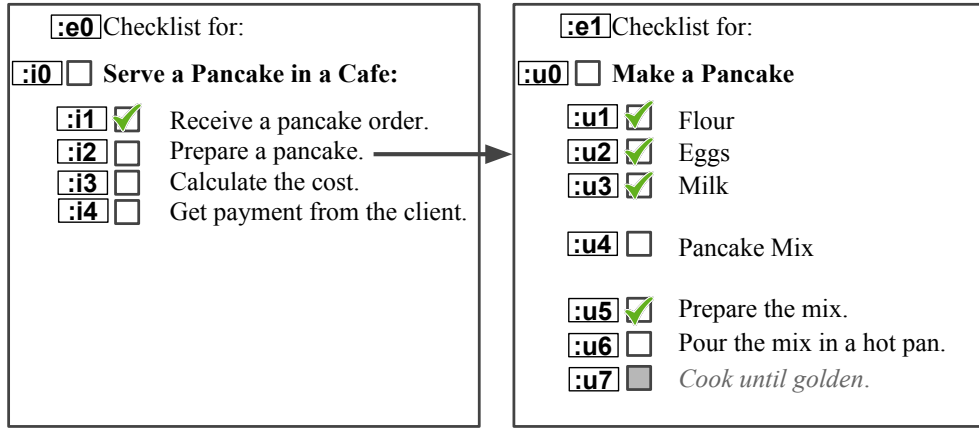 :e0 Checklist for:
:i0 Serve a Pancake in a Cafe:
:i1 Receive a pancake order.
:i2 Prepare a pancake.
:i3 Calculate the cost.
:i4 Get payment from the client.
:e1 Checklist for:
:u0 Make a Pancake
:u1 Flour
:u2 Eggs
:u3 Milk
:u4 Pancake Mix
:u5 Prepare the mix.
:u6 Pour the mix in a hot pan.
:u7 Cook until golden.